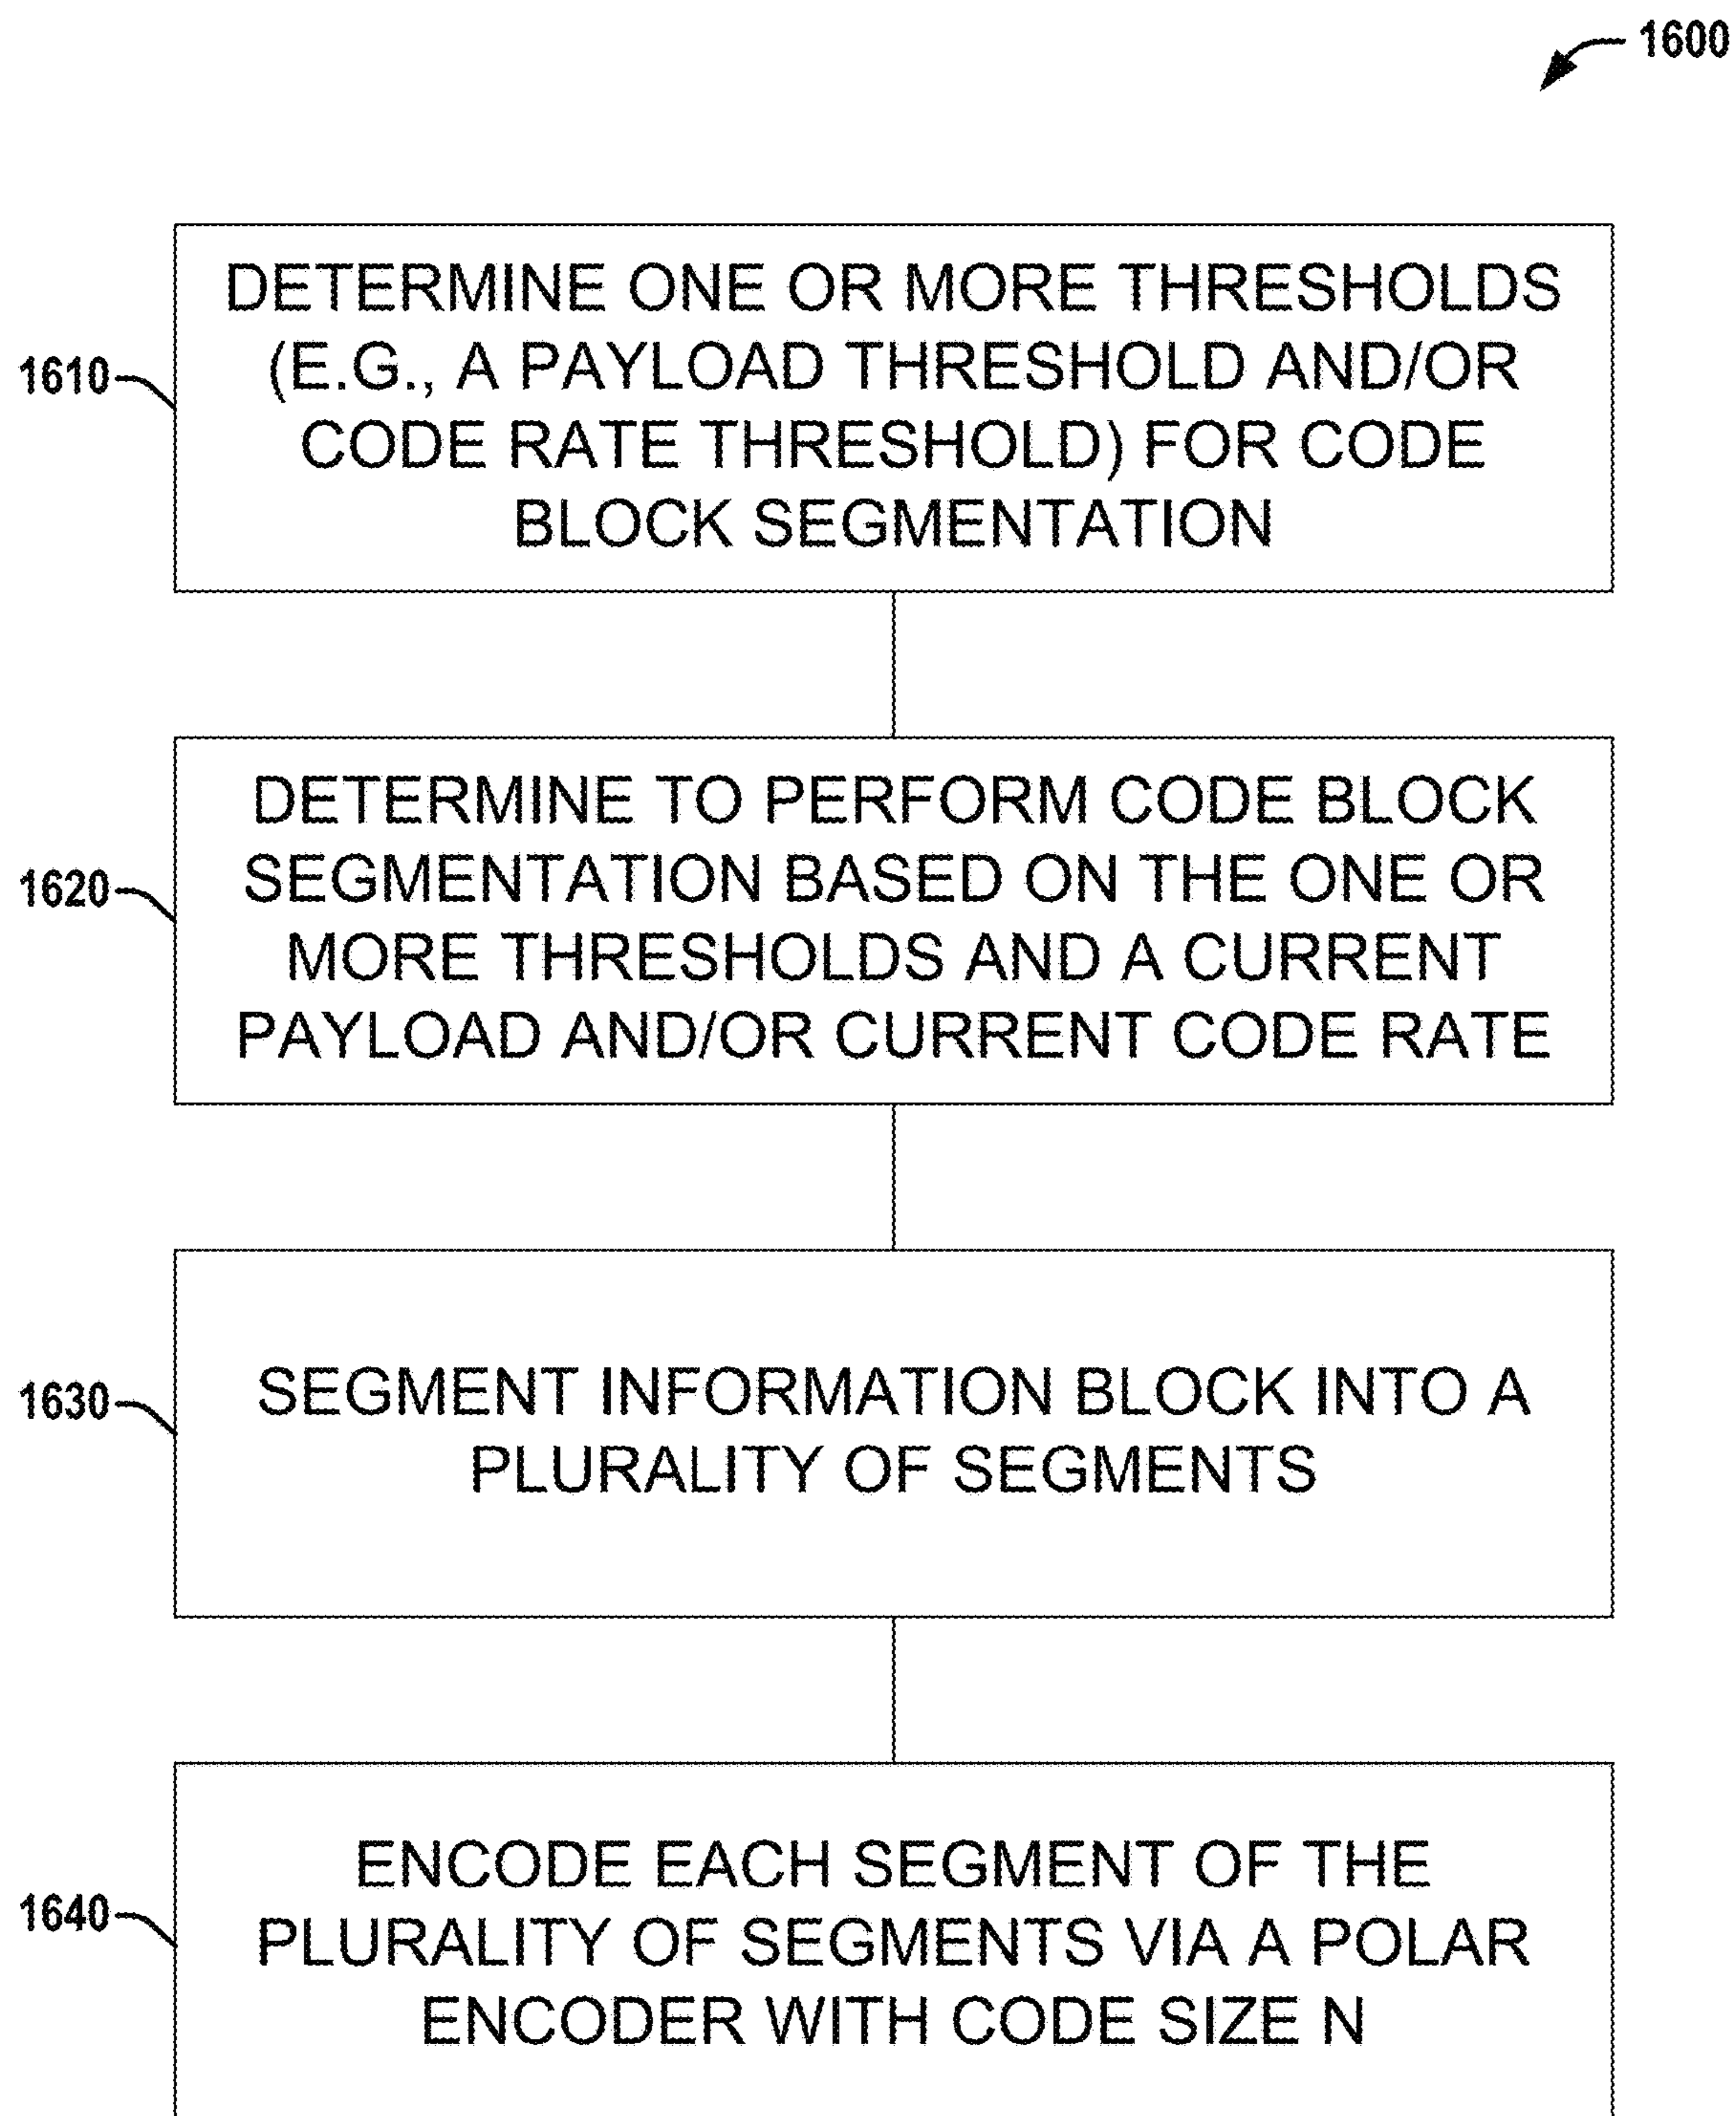 1600
1610
DETERMINE ONE OR MORE THRESHOLDS
(E.G., A PAYLOAD THRESHOLD AND/OR
CODE RATE THRESHOLD) FOR CODE
BLOCK SEGMENTATION
1620
DETERMINE TO PERFORM CODE BLOCK
SEGMENTATION BASED ON THE ONE OR
MORE THRESHOLDS AND A CURRENT
PAYLOAD AND/OR CURRENT CODE RATE
1630
SEGMENT INFORMATION BLOCK INTO A
PLURALITY OF SEGMENTS
1640
ENCODE EACH SEGMENT OF THE
PLURALITY OF SEGMENTS VIA A POLAR
ENCODER WITH CODE SIZE N